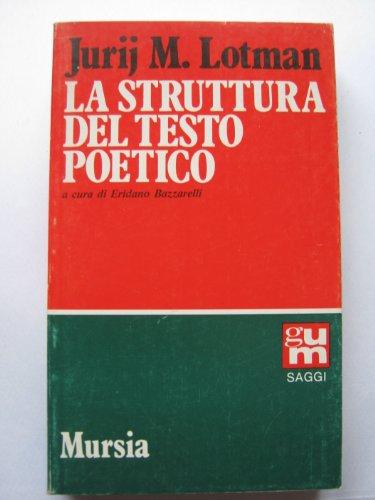 Jurij M. Lotman
LA STRUTTURA
DEL TESTO
POETICO
a cura di Eridano Bazzarelli
gum
SAGGI
Mursia